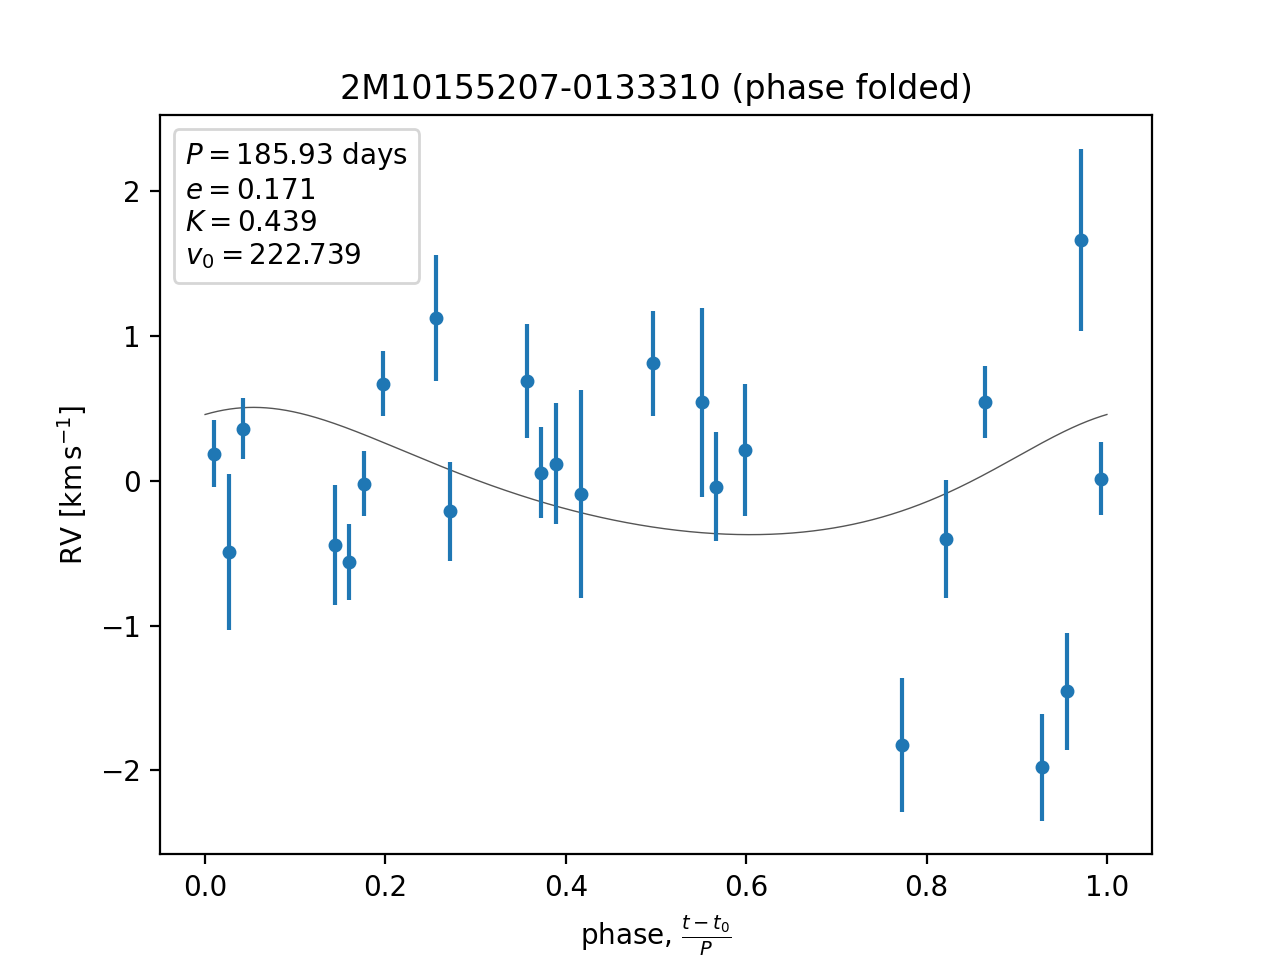 2M10155207-0133310 (phase folded)
P = 185.93 days
e = 0.171
K = 0.439
v₀ = 222.739
2
1
0
−1
−2
RV [km s⁻¹]
0.0 0.2 0.4 0.6 0.8 1.0
phase, (t − t₀)/P